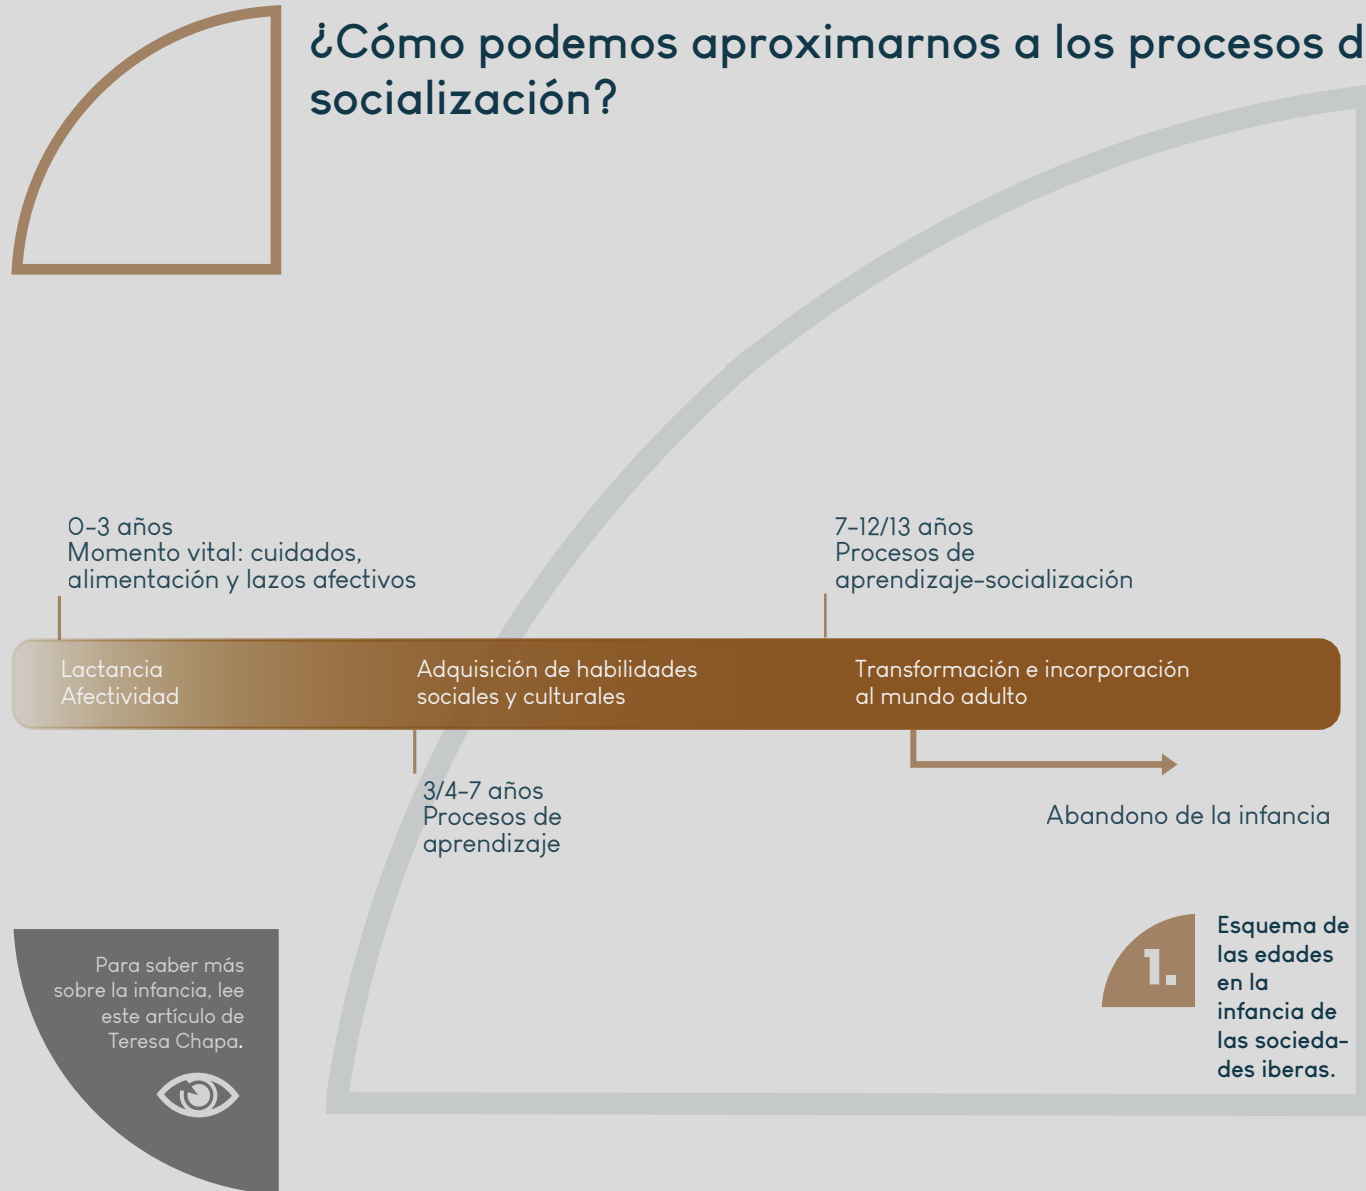 ¿Cómo podemos aproximarnos a los procesos d
socialización?
0-3 años
Momento vital: cuidados,
alimentación y lazos afectivos
7-12/13 años
Procesos de
aprendizaje-socialización
Lactancia
Afectividad
Adquisición de habilidades
sociales y culturales
Transformación e incorporación
al mundo adulto
3/4-7 años
Procesos de
aprendizaje
Abandono de la infancia
1.
Esquema de
las edades
en la
infancia de
las socieda-
des iberas.
Para saber más
sobre la infancia, lee
este artículo de
Teresa Chapa.